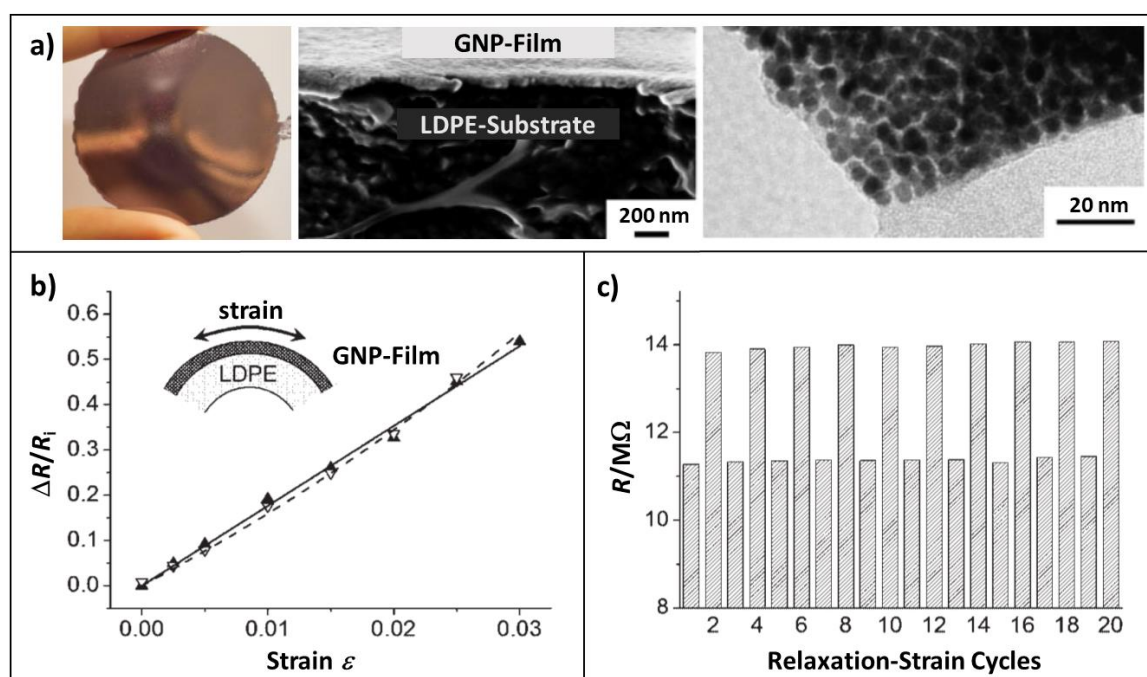 a)
GNP-Film
LDPE-Substrate
200 nm
20 nm
b)
0.6
0.5
0.4
0.3
0.2
0.1
0.0
ΔR/Ri
strain
GNP-Film
LDPE
0.00 0.01 0.02 0.03
Strain ε
c)
14
12
10
8
R/MΩ
2 4 6 8 10 12 14 16 18 20
Relaxation-Strain Cycles